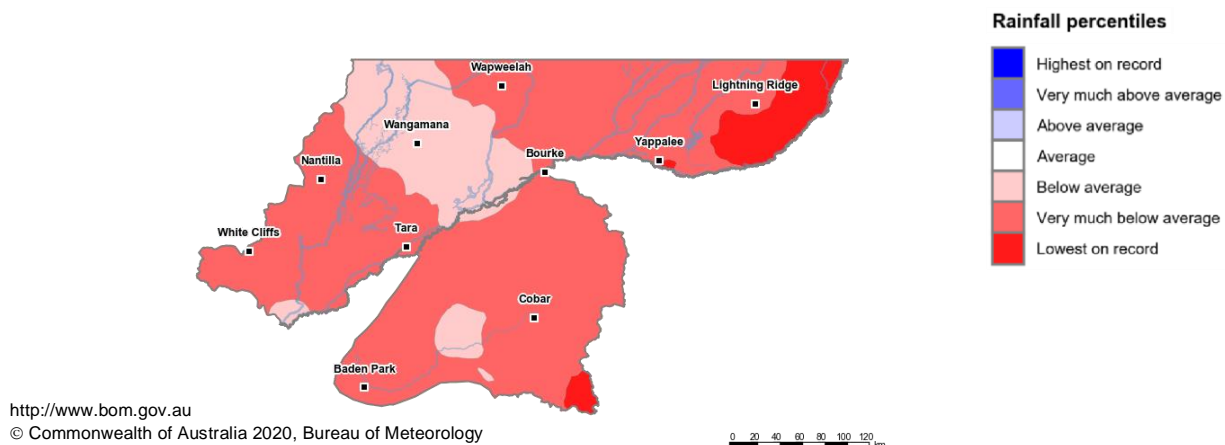 Rainfall percentiles
Highest on record
Very much above average
Above average
Average
Below average
Very much below average
Lowest on record
Wapweelah
Lightning Ridge
Wangamana
Yappalee
Bourke
Nantilla
Tara
White Cliffs
Cobar
Baden Park
http://www.bom.gov.au
© Commonwealth of Australia 2020, Bureau of Meteorology
0 20 40 60 80 100 120
km